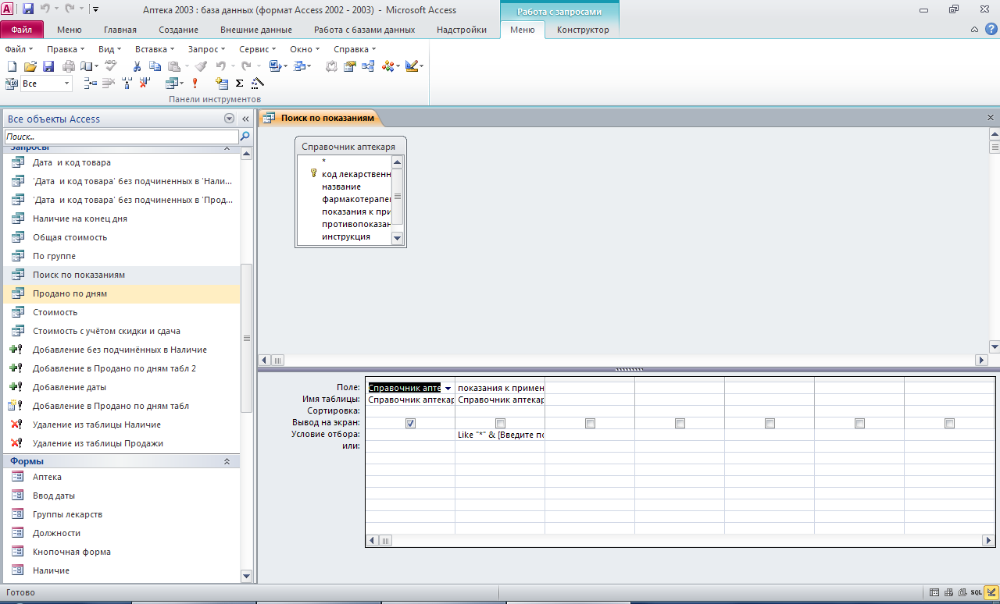 Аптека 2003 : база данных (формат Access 2002 - 2003) - Microsoft Access
Работа с запросами
Файл Меню Главная Создание Внешние данные Работа с базами данных Надстройки Меню Конструктор
Файл Правка Вид Вставка Запрос Сервис Окно Справка
Все
Панели инструментов
Все объекты Access
Поиск...
Запросы
Дата и код товара
'Дата и код товара' без подчиненных в 'Нали...
'Дата и код товара' без подчиненных в 'Прод...
Наличие на конец дня
Общая стоимость
По группе
Поиск по показаниям
Продано по дням
Стоимость
Стоимость с учётом скидки и сдача
Добавление без подчинённых в Наличие
Добавление в Продано по дням табл 2
Добавление даты
Добавление в Продано по дням табл
Удаление из таблицы Наличие
Удаление из таблицы Продажи
Формы
Аптека
Ввод даты
Группы лекарств
Должности
Кнопочная форма
Наличие
Поиск по показаниям
Справочник аптекаря
*
код лекарственн
название
фармакотерапе
показания к при
противопоказан
инструкция
Поле: Справочник апте показания к примен
Имя таблицы: Справочник аптекар Справочник аптекар
Сортировка:
Вывод на экран:
Условие отбора: Like "*" & [Введите по
или:
Готово
SQL